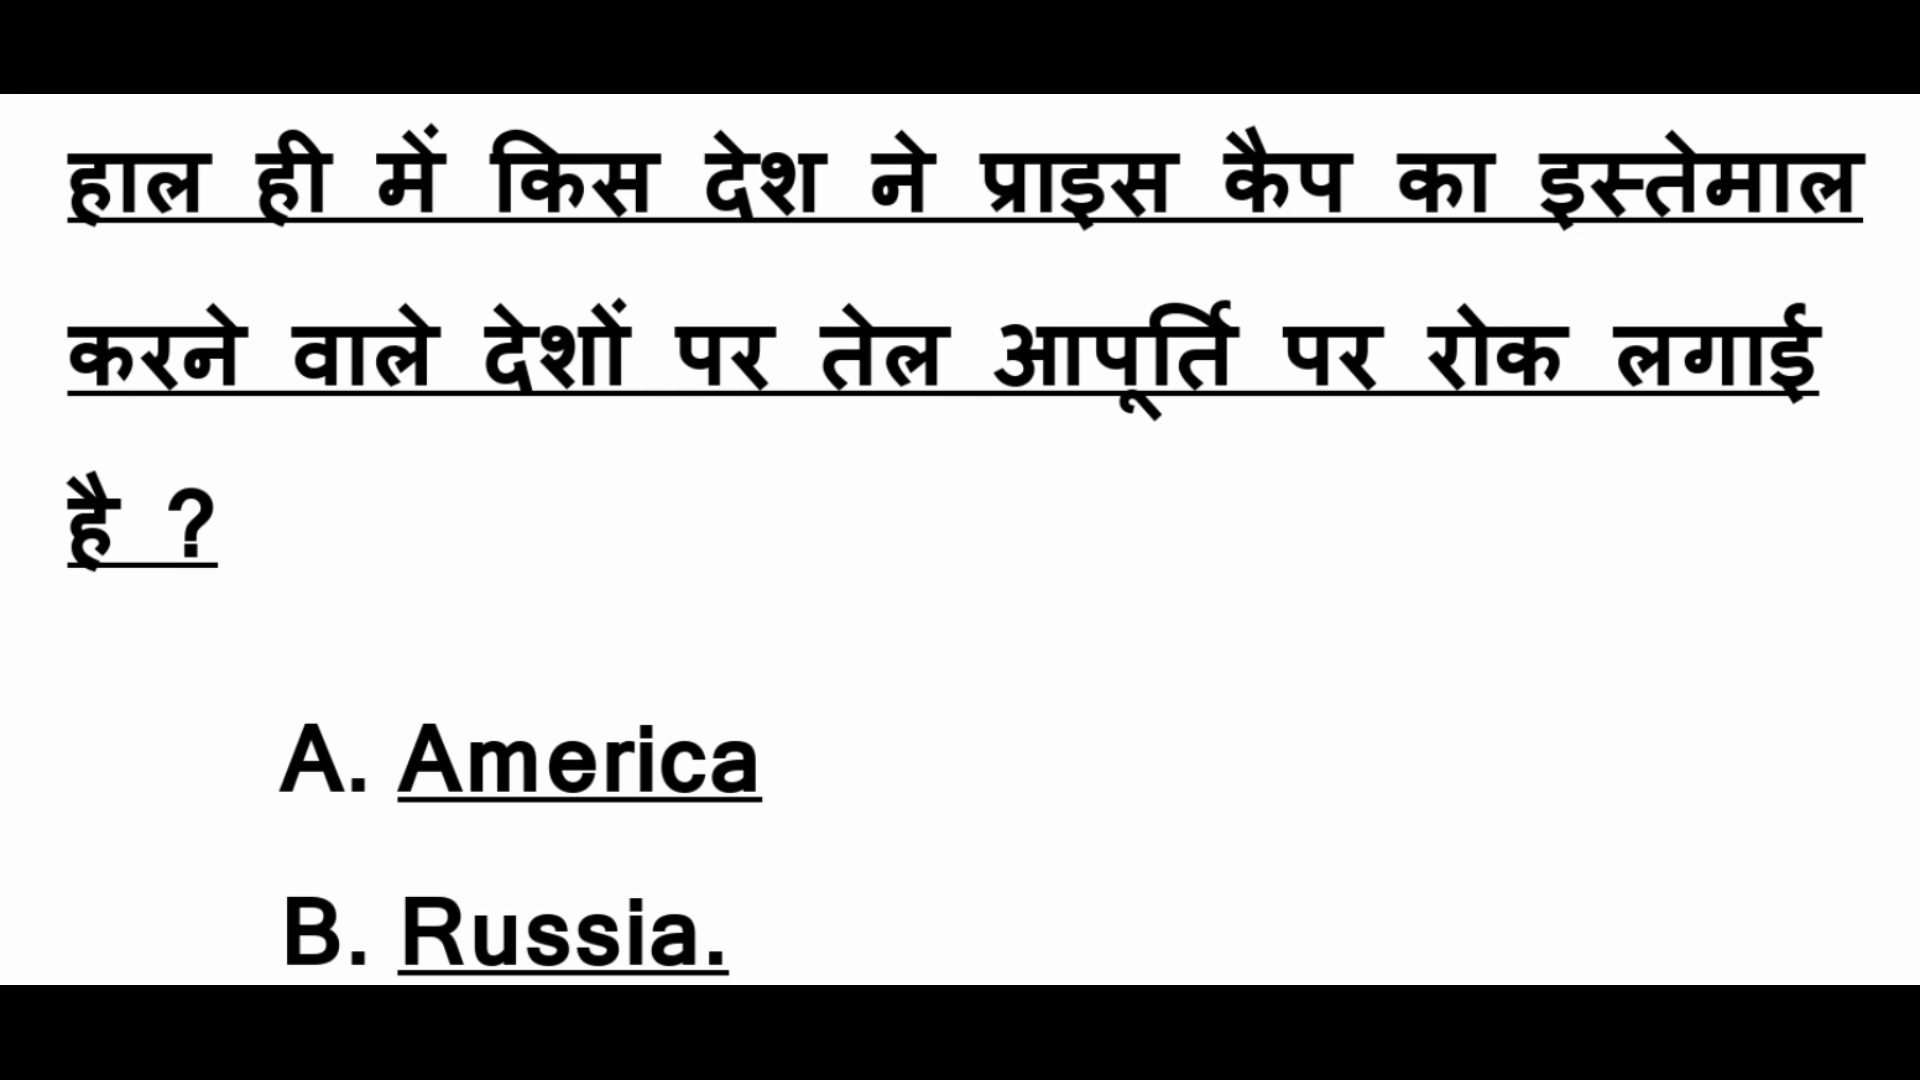 हाल ही में किस देश ने प्राइस कैप का इस्तेमाल
करने वाले देशों पर तेल आपूर्ति पर रोक लगाई
है ?
A. America
B. Russia.